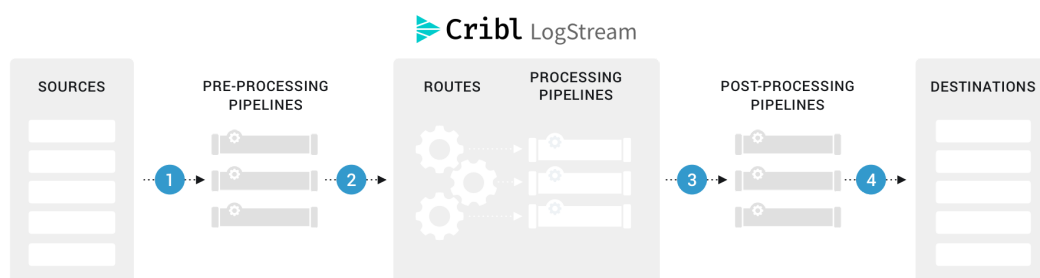 Cribl LogStream
SOURCES
PRE-PROCESSING
PIPELINES
ROUTES
PROCESSING
PIPELINES
POST-PROCESSING
PIPELINES
DESTINATIONS
1
2
3
4